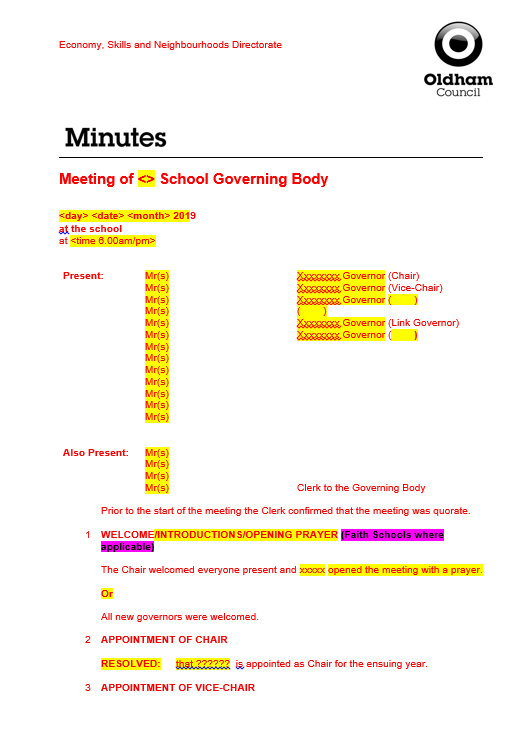 Economy, Skills and Neighbourhoods Directorate
Oldham
Council
Minutes
Meeting of <> School Governing Body
<day> <date> <month> 2019
at the school
at <time 6.00am/pm>
Present: Mr(s) Xxxxxxxx Governor (Chair)
Mr(s) Xxxxxxxx Governor (Vice-Chair)
Mr(s) Xxxxxxxx Governor ( )
Mr(s) ( )
Mr(s) Xxxxxxxx Governor (Link Governor)
Mr(s) Xxxxxxxx Governor ( )
Mr(s)
Mr(s)
Mr(s)
Mr(s)
Mr(s)
Mr(s)
Mr(s)
Also Present: Mr(s)
Mr(s)
Mr(s)
Mr(s) Clerk to the Governing Body
Prior to the start of the meeting the Clerk confirmed that the meeting was quorate.
1 WELCOME/INTRODUCTIONS/OPENING PRAYER (Faith Schools where
applicable)
The Chair welcomed everyone present and xxxxx opened the meeting with a prayer.
Or
All new governors were welcomed.
2 APPOINTMENT OF CHAIR
RESOLVED: that ?????? is appointed as Chair for the ensuing year.
3 APPOINTMENT OF VICE-CHAIR